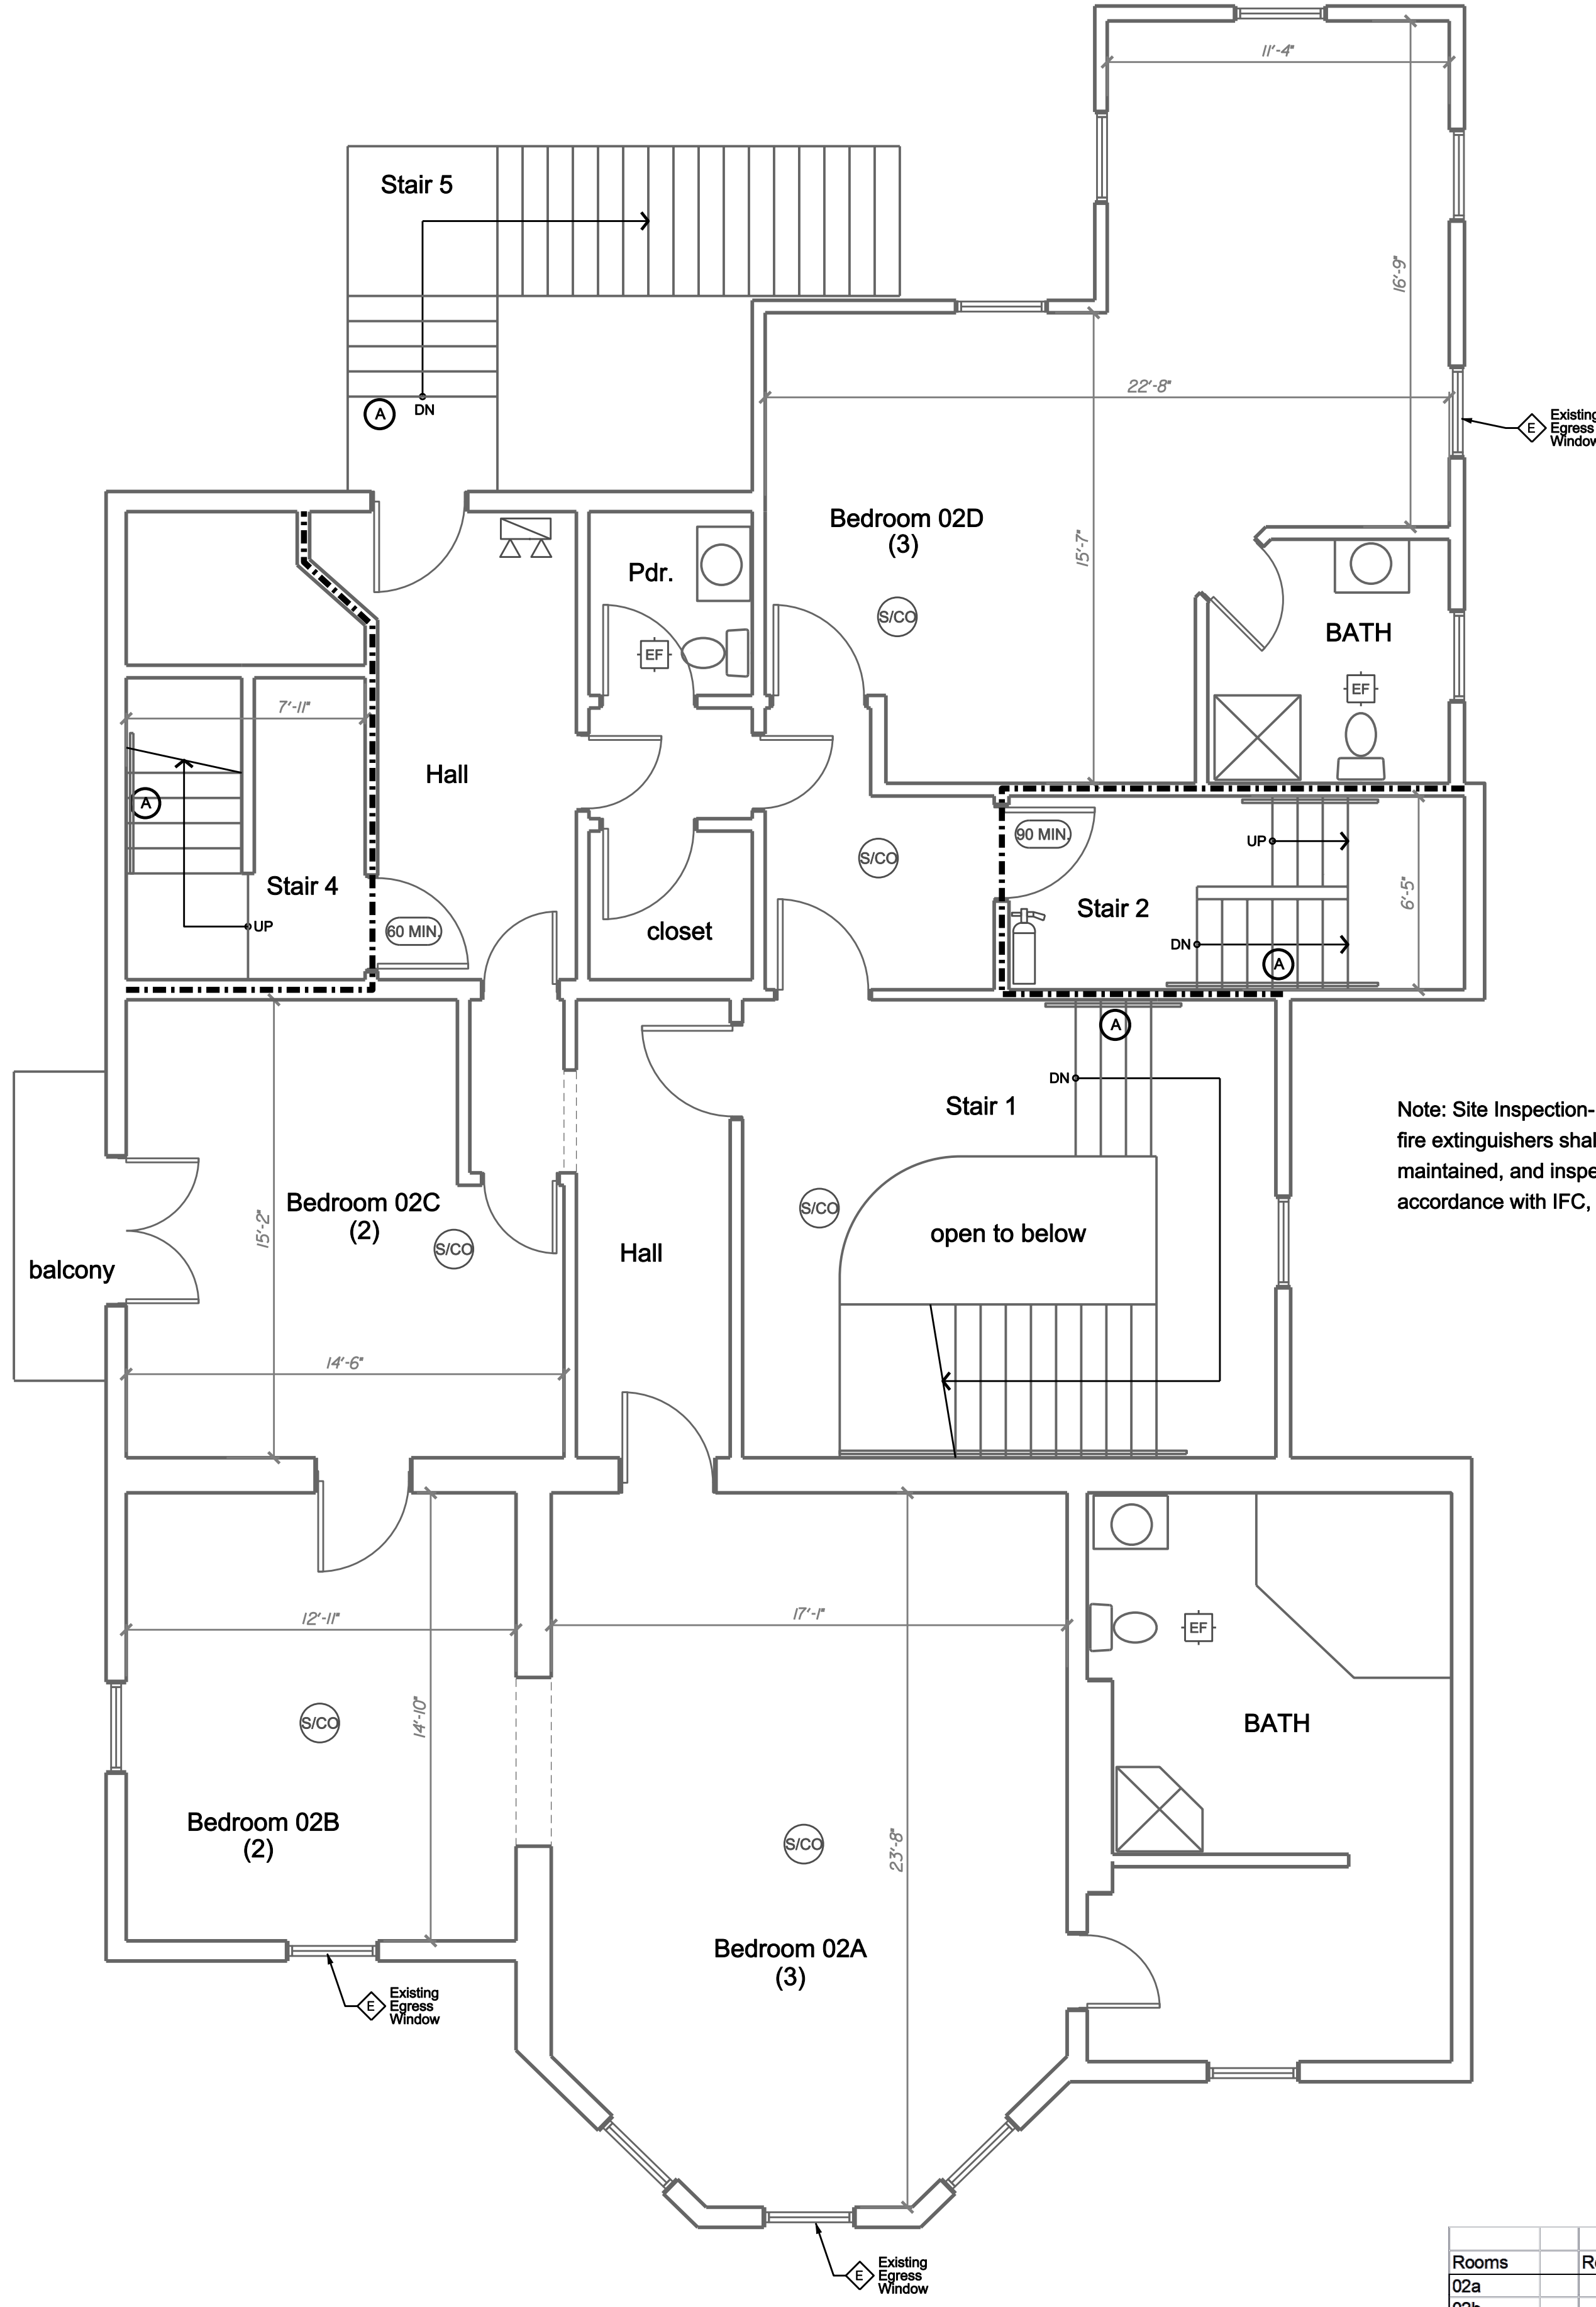 11'-4"
Stair 5
16'-9"
22'-8"
A
DN
E
Existing
Egress
Window
Bedroom 02D
(3)
15'-7"
Pdr.
S/CO
EF
BATH
EF
7'-11"
Hall
A
90 MIN.
UP
S/CO
Stair 4
6'-5"
Stair 2
UP
60 MIN.
closet
DN
A
A
DN
Stair 1
Note: Site Inspection-
fire extinguishers shal
maintained, and inspe
accordance with IFC,
Bedroom 02C
(2)
15'-2"
S/CO
S/CO
open to below
Hall
balcony
14'-6"
12'-11"
17'-1"
EF
S/CO
14'-10"
BATH
Bedroom 02B
(2)
S/CO
23'-8"
Bedroom 02A
(3)
E
Existing
Egress
Window
E
Existing
Egress
Window
Rooms
02a